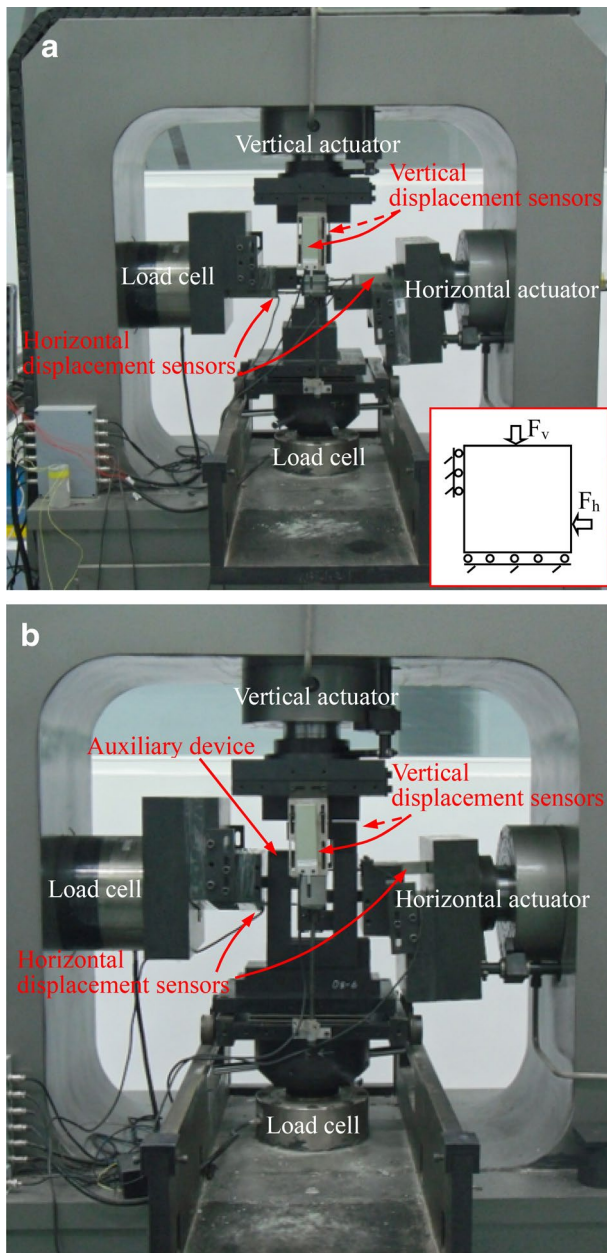 a
Vertical actuator
Vertical
displacement sensors
Load cell
Horizontal actuator
Horizontal
displacement sensors
Load cell
Fv
Fh
b
Vertical actuator
Auxiliary device
Vertical
displacement sensors
Load cell
Horizontal actuator
Horizontal
displacement sensors
Load cell